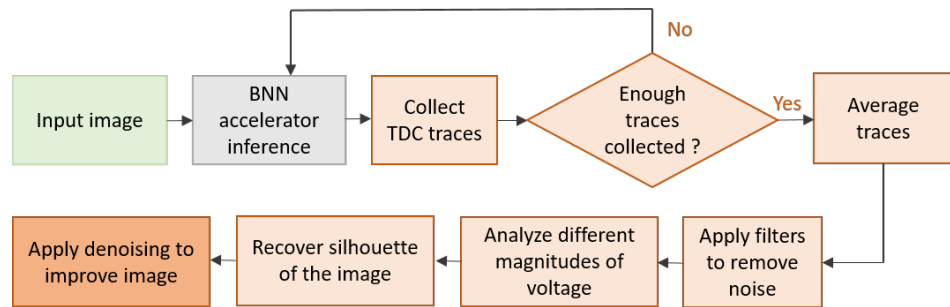 No
Input image
BNN
accelerator
inference
Collect
TDC traces
Enough
traces
collected ?
Yes
Average
traces
Apply denoising to
improve image
Recover silhouette
of the image
Analyze different
magnitudes of
voltage
Apply filters
to remove
noise